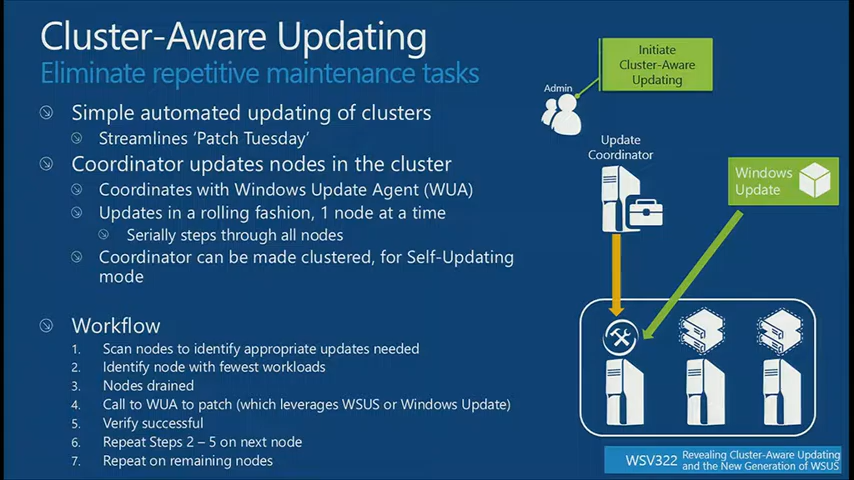 Cluster-Aware Updating
Eliminate repetitive maintenance tasks
Simple automated updating of clusters
Streamlines ‘Patch Tuesday’
Coordinator updates nodes in the cluster
Coordinates with Windows Update Agent (WUA)
Updates in a rolling fashion, 1 node at a time
Serially steps through all nodes
Coordinator can be made clustered, for Self-Updating
mode
Workflow
1. Scan nodes to identify appropriate updates needed
2. Identify node with fewest workloads
3. Nodes drained
4. Call to WUA to patch (which leverages WSUS or Windows Update)
5. Verify successful
6. Repeat Steps 2 – 5 on next node
7. Repeat on remaining nodes
Initiate
Cluster-Aware
Updating
Admin
Update
Coordinator
Windows
Update
WSV322
Revealing Cluster-Aware Updating
and the New Generation of WSUS